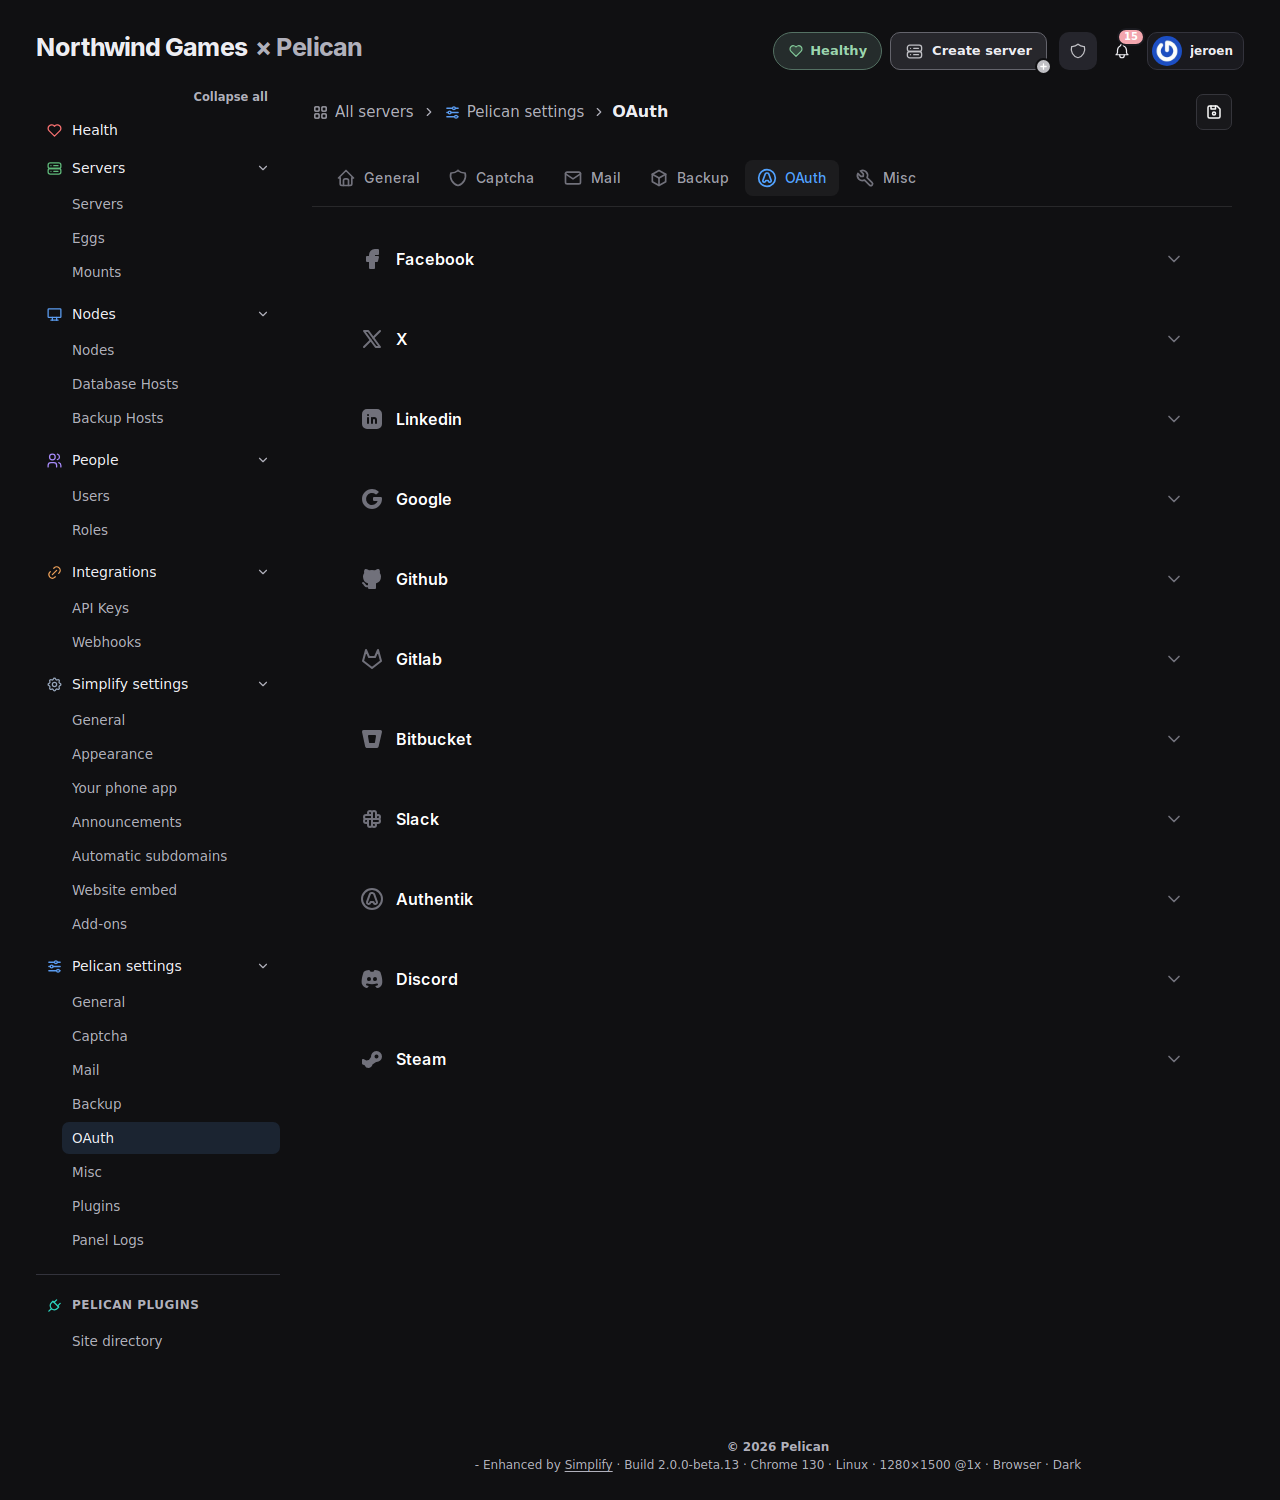 Northwind Games × Pelican
Healthy
Create server
15
jeroen
Collapse all
Health
Servers
Servers
Eggs
Mounts
Nodes
Nodes
Database Hosts
Backup Hosts
People
Users
Roles
Integrations
API Keys
Webhooks
Simplify settings
General
Appearance
Your phone app
Announcements
Automatic subdomains
Website embed
Add-ons
Pelican settings
General
Captcha
Mail
Backup
OAuth
Misc
Plugins
Panel Logs
PELICAN PLUGINS
Site directory
All servers > Pelican settings > OAuth
General Captcha Mail Backup OAuth Misc
Facebook
X
Linkedin
Google
Github
Gitlab
Bitbucket
Slack
Authentik
Discord
Steam
© 2026 Pelican
- Enhanced by Simplify · Build 2.0.0-beta.13 · Chrome 130 · Linux · 1280×1500 @1x · Browser · Dark